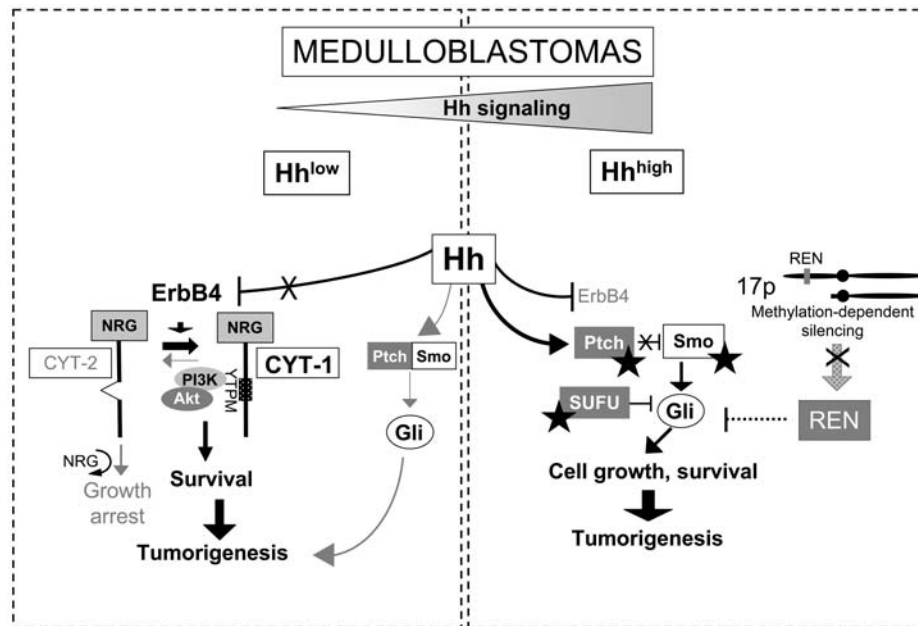 MEDULLOBLASTOMAS
Hh signaling
Hhlow
Hhhigh
Hh
ErbB4
NRG
NRG
CYT-2
CYT-1
PI3K
Akt
YTPM
NRG
Growth
arrest
Survival
Tumorigenesis
Ptch
Smo
Gli
ErbB4
Ptch
Smo
SUFU
Gli
Cell growth, survival
Tumorigenesis
REN
17p
Methylation-dependent
silencing
REN